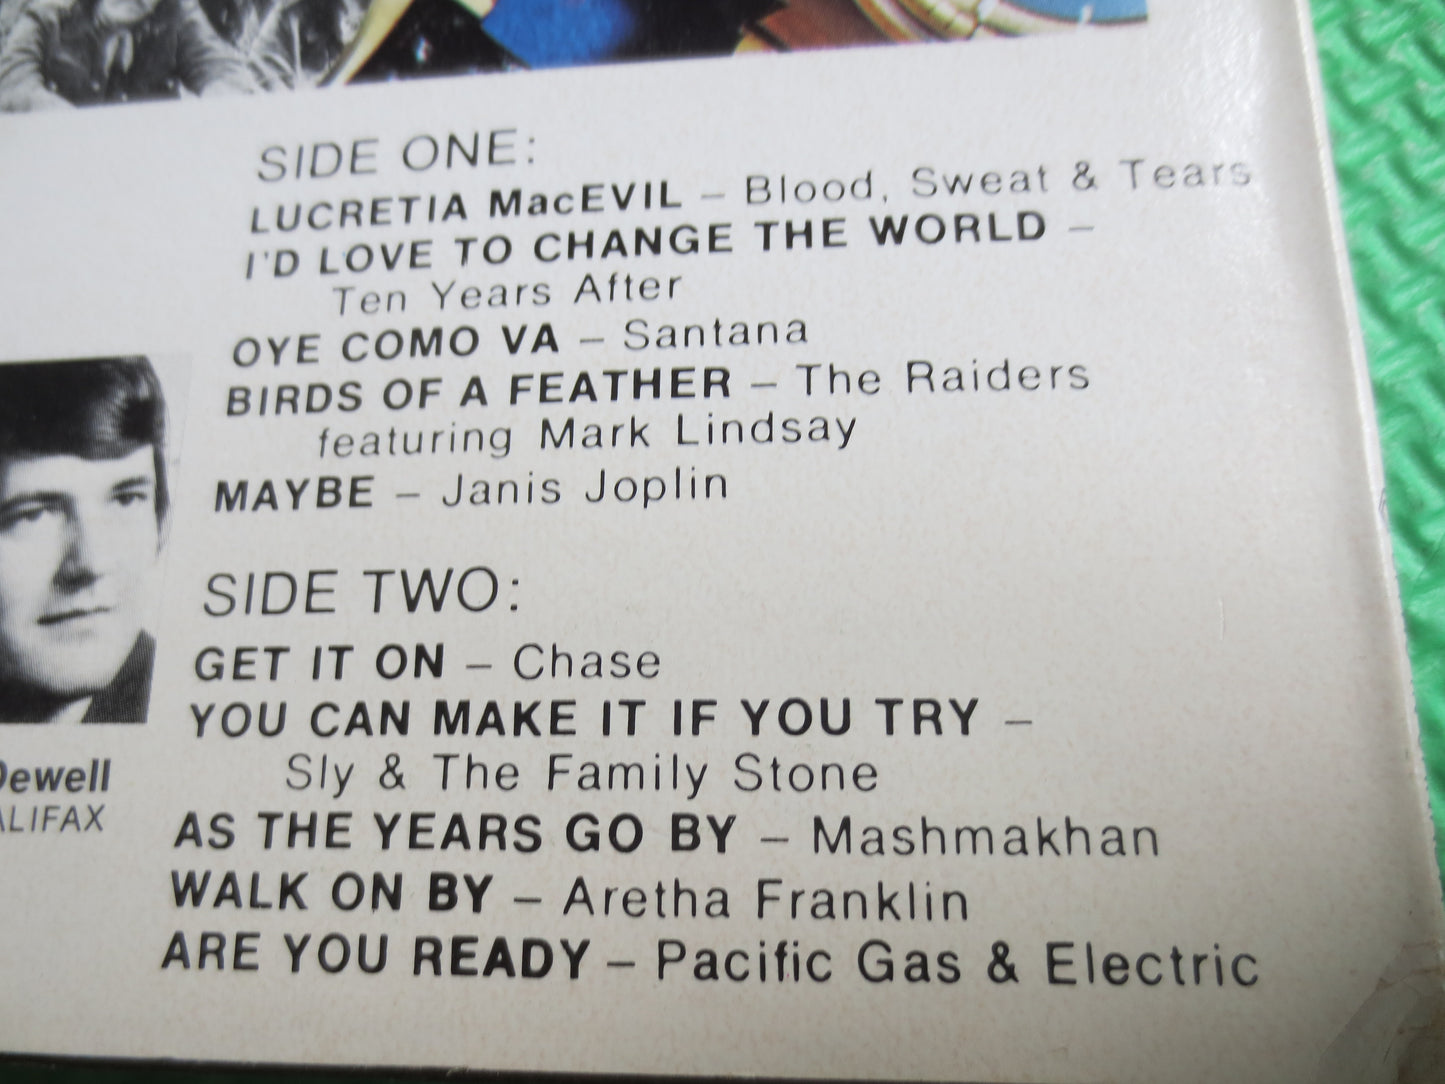 SIDE ONE:
LUCRETIA MacEVIL – Blood, Sweat & Tears
I'D LOVE TO CHANGE THE WORLD –
Ten Years After
OYE COMO VA – Santana
BIRDS OF A FEATHER – The Raiders
featuring Mark Lindsay
MAYBE – Janis Joplin
SIDE TWO:
GET IT ON – Chase
YOU CAN MAKE IT IF YOU TRY –
Sly & The Family Stone
AS THE YEARS GO BY – Mashmakhan
WALK ON BY – Aretha Franklin
ARE YOU READY – Pacific Gas & Electric
Dewell
ALIFAX